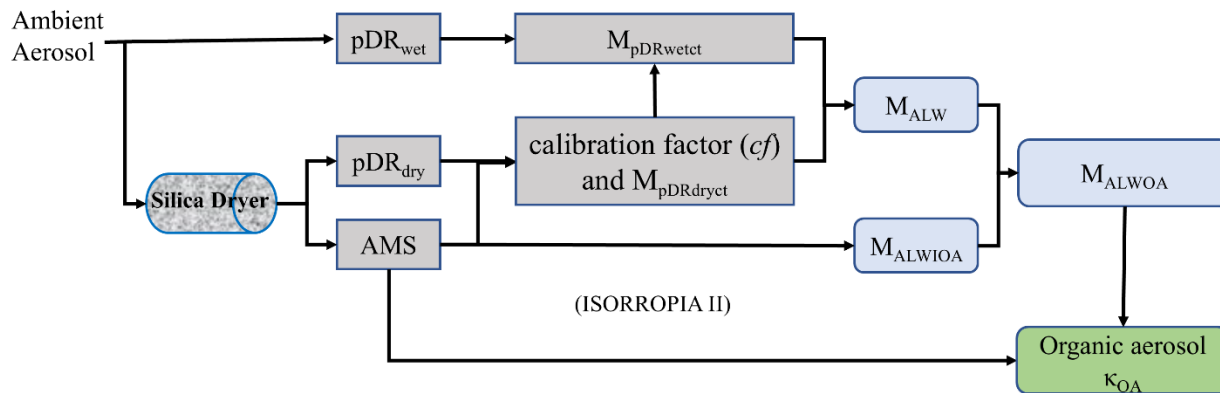 Ambient
Aerosol
pDRwet
MpDRwetct
MALW
calibration factor (cf)
and MpDRdryct
pDRdry
Silica Dryer
MALWOA
AMS
MALWIOA
(ISORROPIA II)
Organic aerosol
κOA